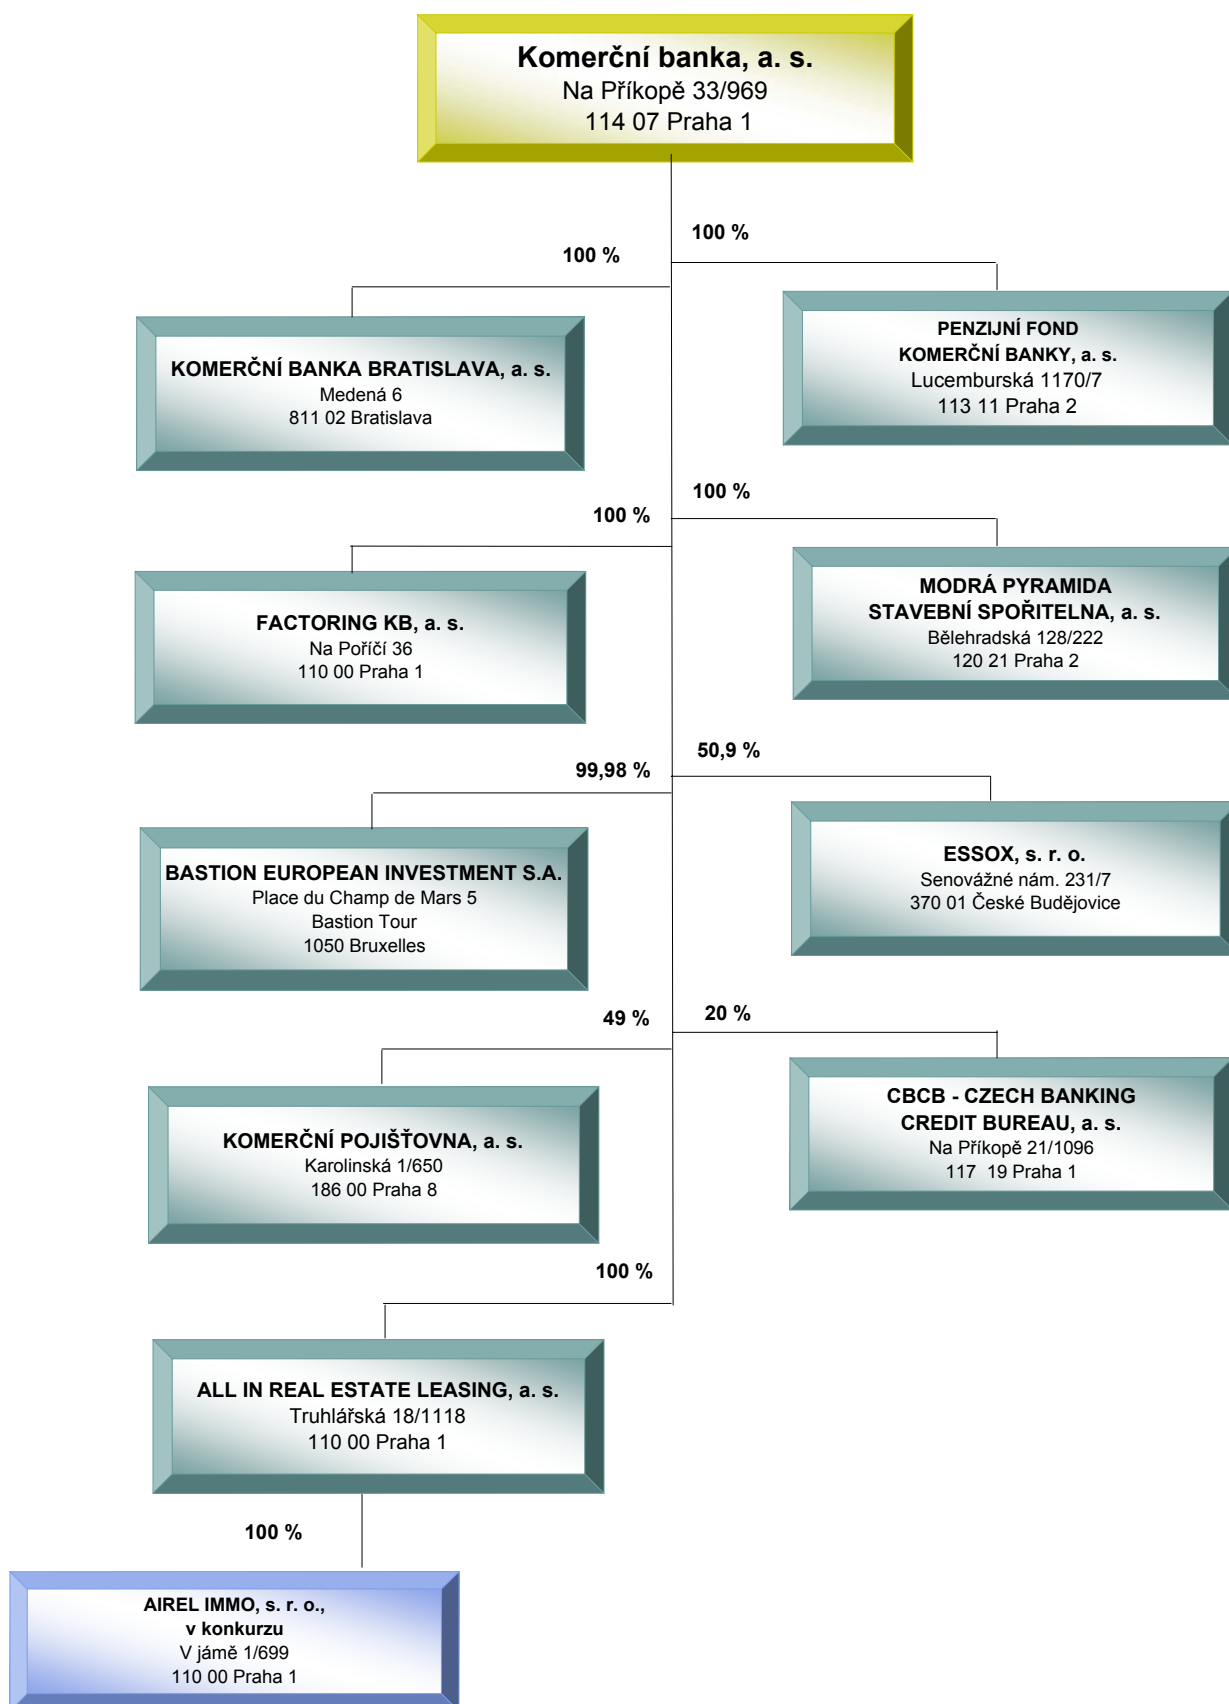 Komerční banka, a. s.
Na Příkopě 33/969
114 07 Praha 1
100 %
100 %
KOMERČNÍ BANKA BRATISLAVA, a. s.
Medená 6
811 02 Bratislava
PENZIJNÍ FOND
KOMERČNÍ BANKY, a. s.
Lucemburská 1170/7
113 11 Praha 2
100 %
100 %
FACTORING KB, a. s.
Na Poříčí 36
110 00 Praha 1
MODRÁ PYRAMIDA
STAVEBNÍ SPOŘITELNA, a. s.
Bělehradská 128/222
120 21 Praha 2
99,98 %
50,9 %
BASTION EUROPEAN INVESTMENT S.A.
Place du Champ de Mars 5
Bastion Tour
1050 Bruxelles
ESSOX, s. r. o.
Senovážné nám. 231/7
370 01 České Budějovice
49 %
20 %
KOMERČNÍ POJIŠŤOVNA, a. s.
Karolinská 1/650
186 00 Praha 8
CBCB - CZECH BANKING
CREDIT BUREAU, a. s.
Na Příkopě 21/1096
117  19 Praha 1
100 %
ALL IN REAL ESTATE LEASING, a. s.
Truhlářská 18/1118
110 00 Praha 1
100 %
AIREL IMMO, s. r. o.,
v konkurzu
V jámě 1/699
110 00 Praha 1